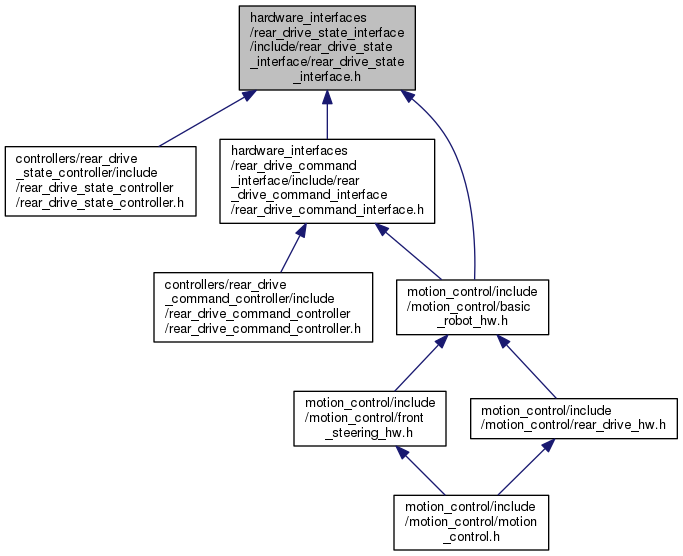 hardware_interfaces
/rear_drive_state_interface
/include/rear_drive_state
_interface/rear_drive_state
_interface.h
controllers/rear_drive
_state_controller/include
/rear_drive_state_controller
/rear_drive_state_controller.h
hardware_interfaces
/rear_drive_command
_interface/include/rear
_drive_command_interface
/rear_drive_command_interface.h
controllers/rear_drive
_command_controller/include
/rear_drive_command_controller
/rear_drive_command_controller.h
motion_control/include
/motion_control/basic
_robot_hw.h
motion_control/include
/motion_control/front
_steering_hw.h
motion_control/include
/motion_control/rear_drive_hw.h
motion_control/include
/motion_control/motion
_control.h